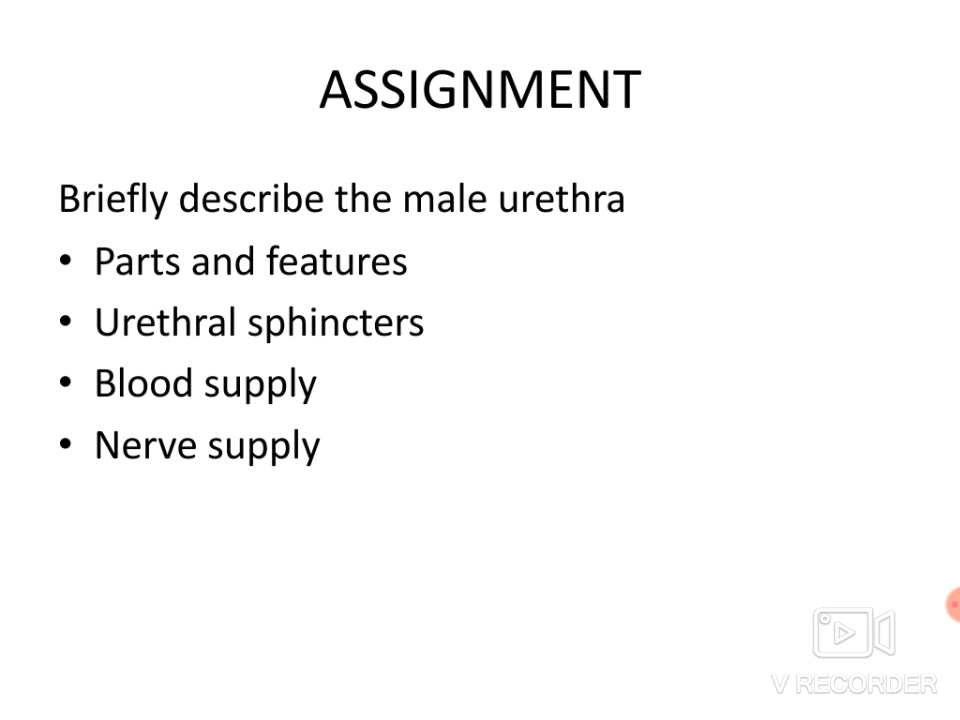 ASSIGNMENT
Briefly describe the male urethra
• Parts and features
• Urethral sphincters
• Blood supply
• Nerve supply
V RECORDER